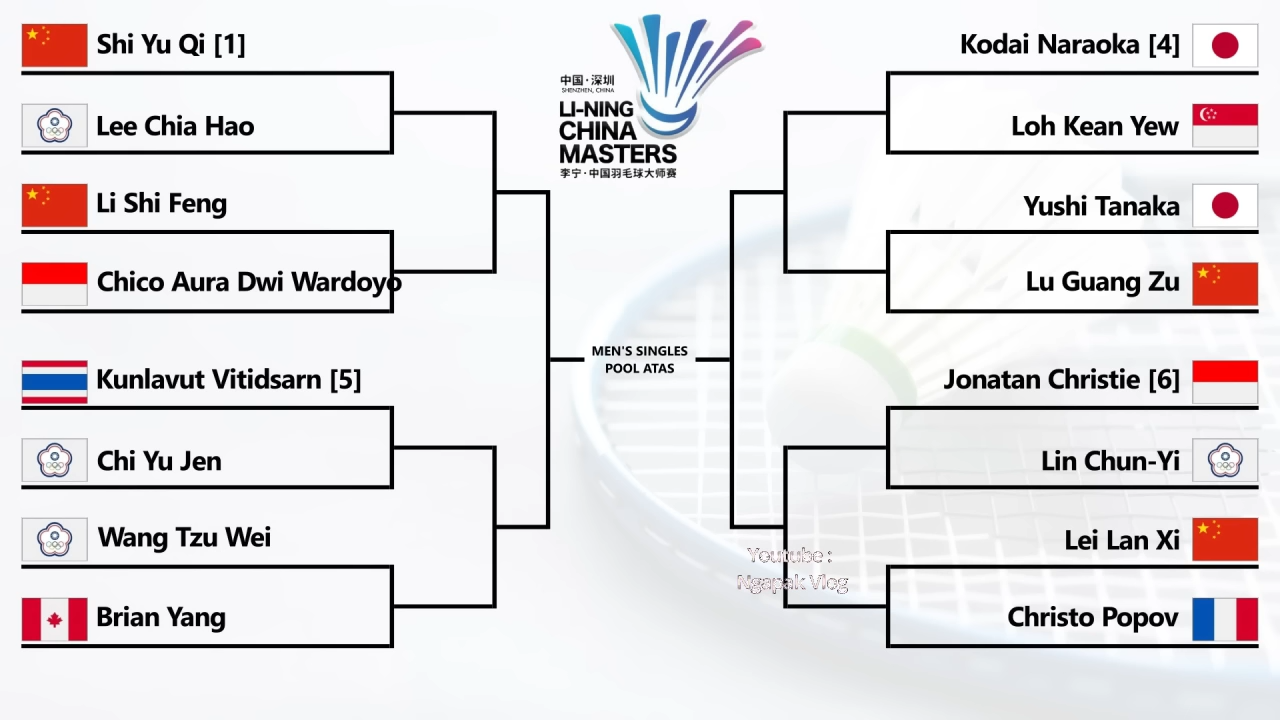 Shi Yu Qi [1]
Lee Chia Hao
Li Shi Feng
Chico Aura Dwi Wardoyo
Kunlavut Vitidsarn [5]
Chi Yu Jen
Wang Tzu Wei
Brian Yang
中国·深圳
SHENZHEN, CHINA
LI-NING
CHINA
MASTERS
李宁·中国羽毛球大师赛
MEN'S SINGLES
POOL ATAS
Kodai Naraoka [4]
Loh Kean Yew
Yushi Tanaka
Lu Guang Zu
Jonatan Christie [6]
Lin Chun-Yi
Lei Lan Xi
Christo Popov
Youtube :
Ngapak Vlog